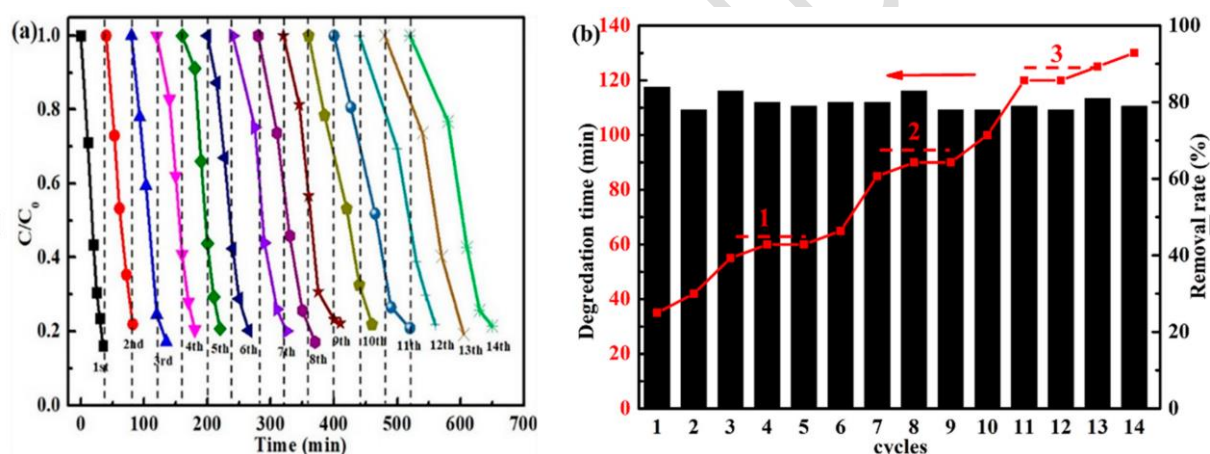 (a)
C/C0
1.0
0.8
0.6
0.4
0.2
0.0
1st
2nd
3rd
4th
5th
6th
7th
8th
9th
10th
11th
12th
13th
14th
0 100 200 300 400 500 600 700
Time (min)
(b)
Degredation time (min)
140
120
100
80
60
40
20
0
1
2
3
Removal rate (%)
100
80
60
40
20
0
1 2 3 4 5 6 7 8 9 10 11 12 13 14
cycles